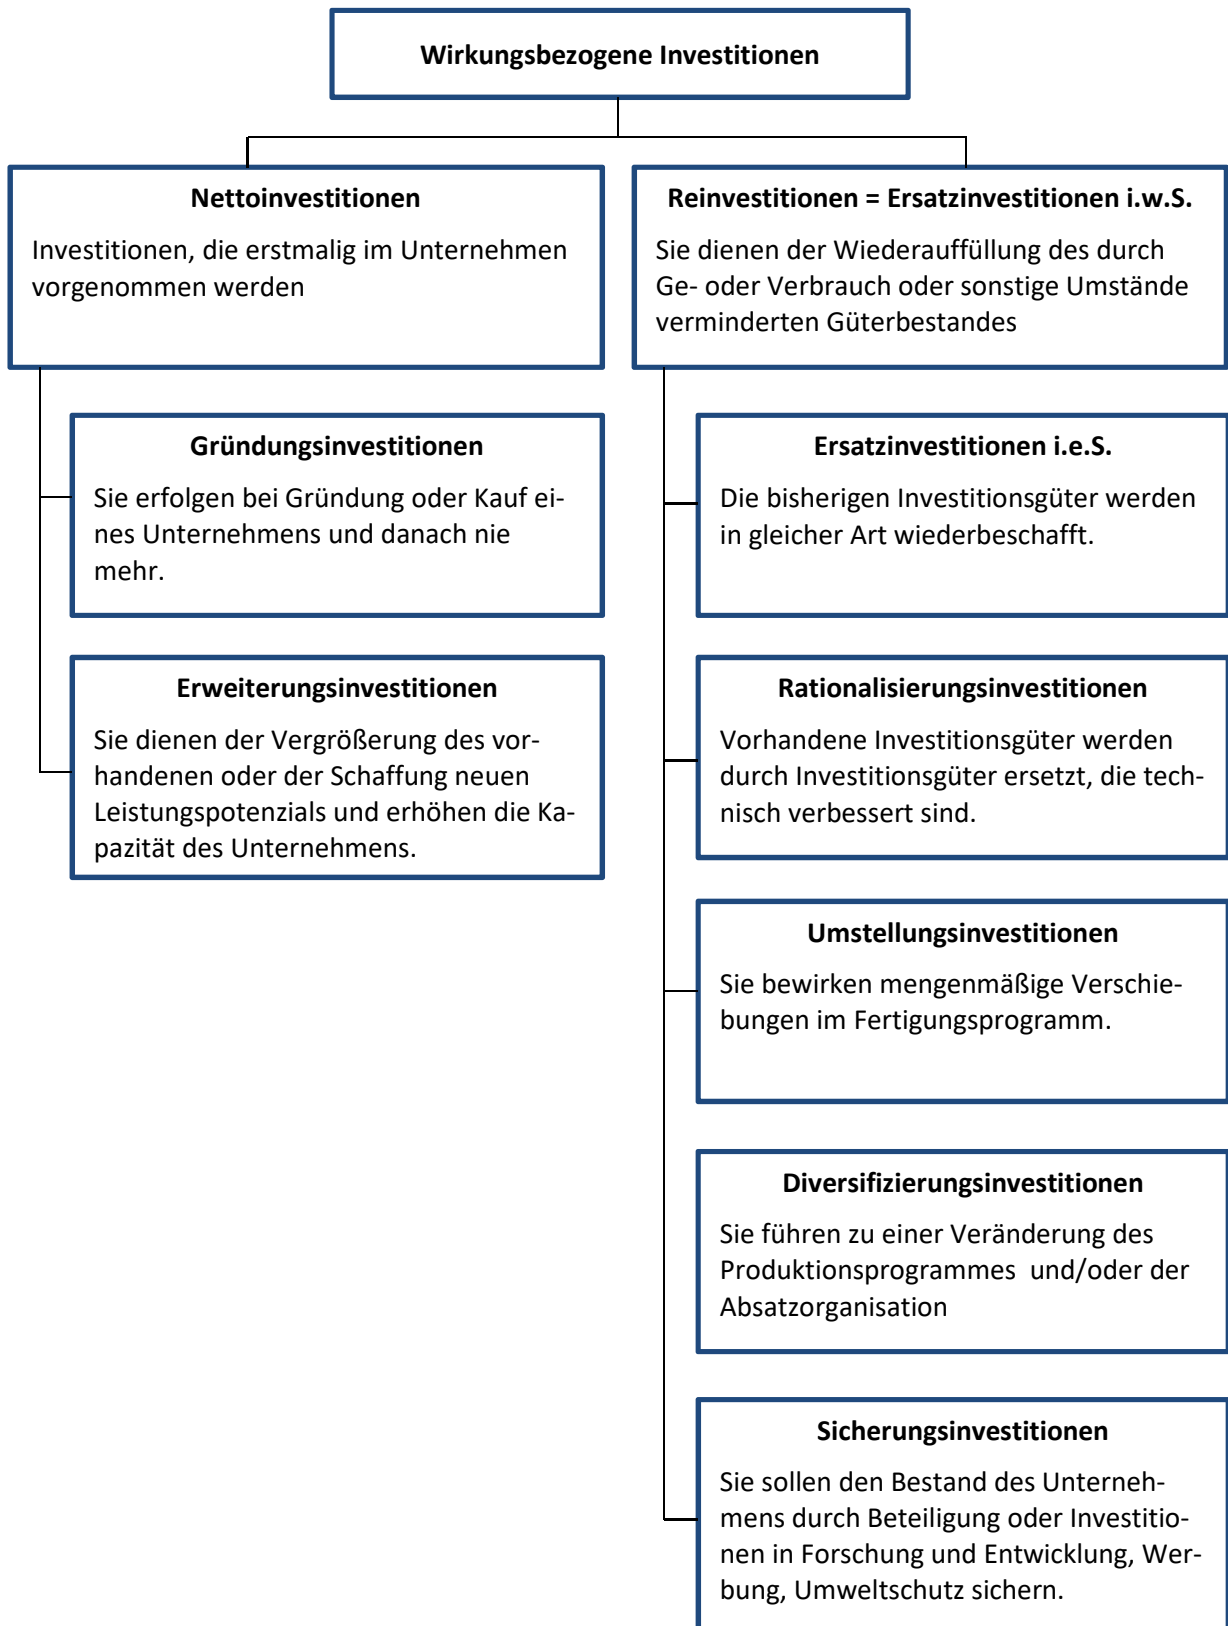 Wirkungsbezogene Investitionen
Nettoinvestitionen
Investitionen, die erstmalig im Unternehmen
vorgenommen werden
Reinvestitionen = Ersatzinvestitionen i.w.S.
Sie dienen der Wiederauffüllung des durch
Ge- oder Verbrauch oder sonstige Umstände
verminderten Güterbestandes
Gründungsinvestitionen
Sie erfolgen bei Gründung oder Kauf ei-
nes Unternehmens und danach nie
mehr.
Erweiterungsinvestitionen
Sie dienen der Vergrößerung des vor-
handenen oder der Schaffung neuen
Leistungspotenzials und erhöhen die Ka-
pazität des Unternehmens.
Ersatzinvestitionen i.e.S.
Die bisherigen Investitionsgüter werden
in gleicher Art wiederbeschafft.
Rationalisierungsinvestitionen
Vorhandene Investitionsgüter werden
durch Investitionsgüter ersetzt, die tech-
nisch verbessert sind.
Umstellungsinvestitionen
Sie bewirken mengenmäßige Verschie-
bungen im Fertigungsprogramm.
Diversifizierungsinvestitionen
Sie führen zu einer Veränderung des
Produktionsprogrammes  und/oder der
Absatzorganisation
Sicherungsinvestitionen
Sie sollen den Bestand des Unterneh-
mens durch Beteiligung oder Investitio-
nen in Forschung und Entwicklung, Wer-
bung, Umweltschutz sichern.